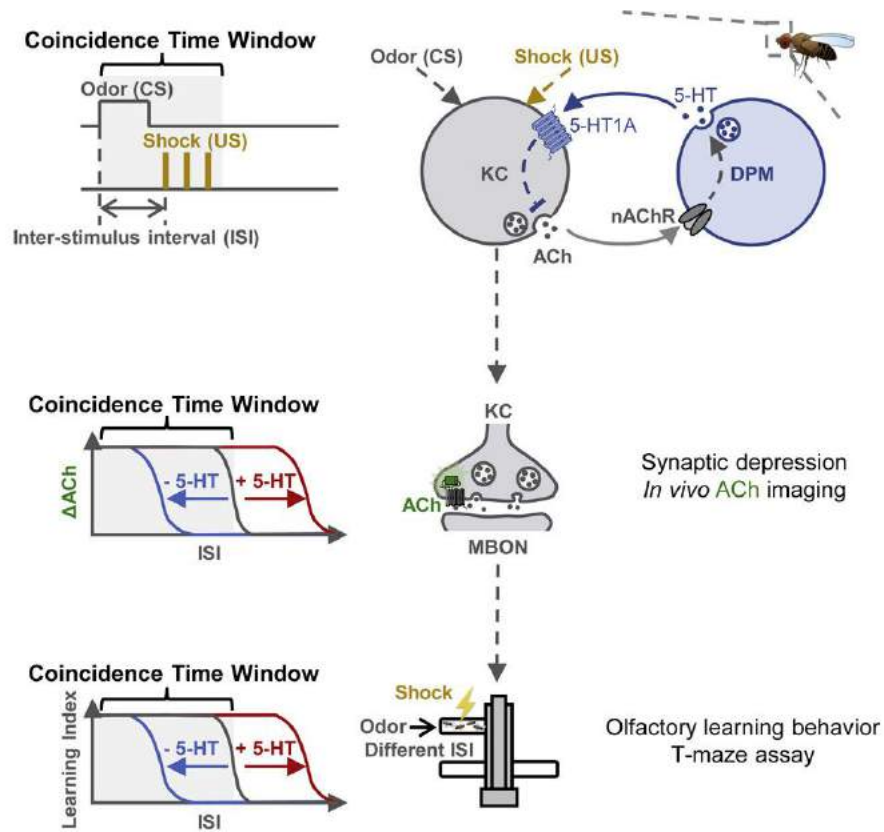 Coincidence Time Window
Odor (CS)
Shock (US)
Inter-stimulus interval (ISI)
Odor (CS)
Shock (US)
5-HT
5-HT1A
KC
DPM
nAChR
ACh
Coincidence Time Window
- 5-HT
+ 5-HT
ΔACh
ISI
KC
ACh
MBON
Synaptic depression
In vivo ACh imaging
Coincidence Time Window
- 5-HT
+ 5-HT
Learning Index
ISI
Shock
Odor
Different ISI
Olfactory learning behavior
T-maze assay